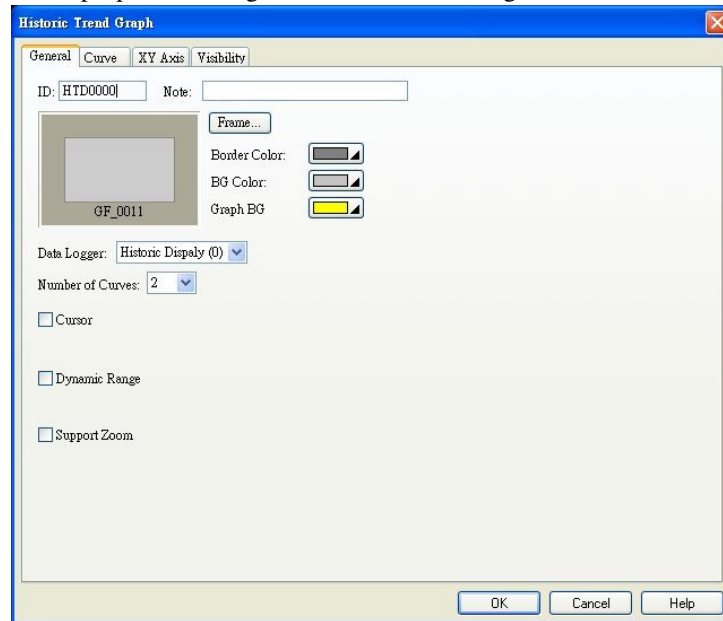 Historic Trend Graph
General Curve XY Axis Visibility
ID: HTD0000 Note:
Frame...
Border Color:
BG Color:
GF_0011 Graph BG
Data Logger: Historic Dispaly (0)
Number of Curves: 2
Cursor
Dynamic Range
Support Zoom
OK Cancel Help